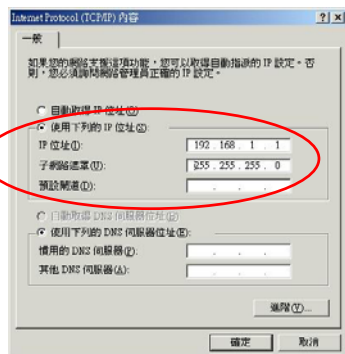 Internet Protocol (TCP/IP) 內容
一般
如果您的網路支援這項功能，您可以取得自動指派的 IP 設定。否
則，您必須詢問網路管理員正確的 IP 設定。
自動取得 IP 位址(O)
使用下列的 IP 位址(S):
IP 位址(I): 192 . 168 . 1 . 1
子網路遮罩(U): 255 . 255 . 255 . 0
預設閘道(D): . . .
自動取得 DNS 伺服器位址(B)
使用下列的 DNS 伺服器位址(E):
慣用的 DNS 伺服器(P): . . .
其他 DNS 伺服器(A): . . .
進階(V)...
確定 取消